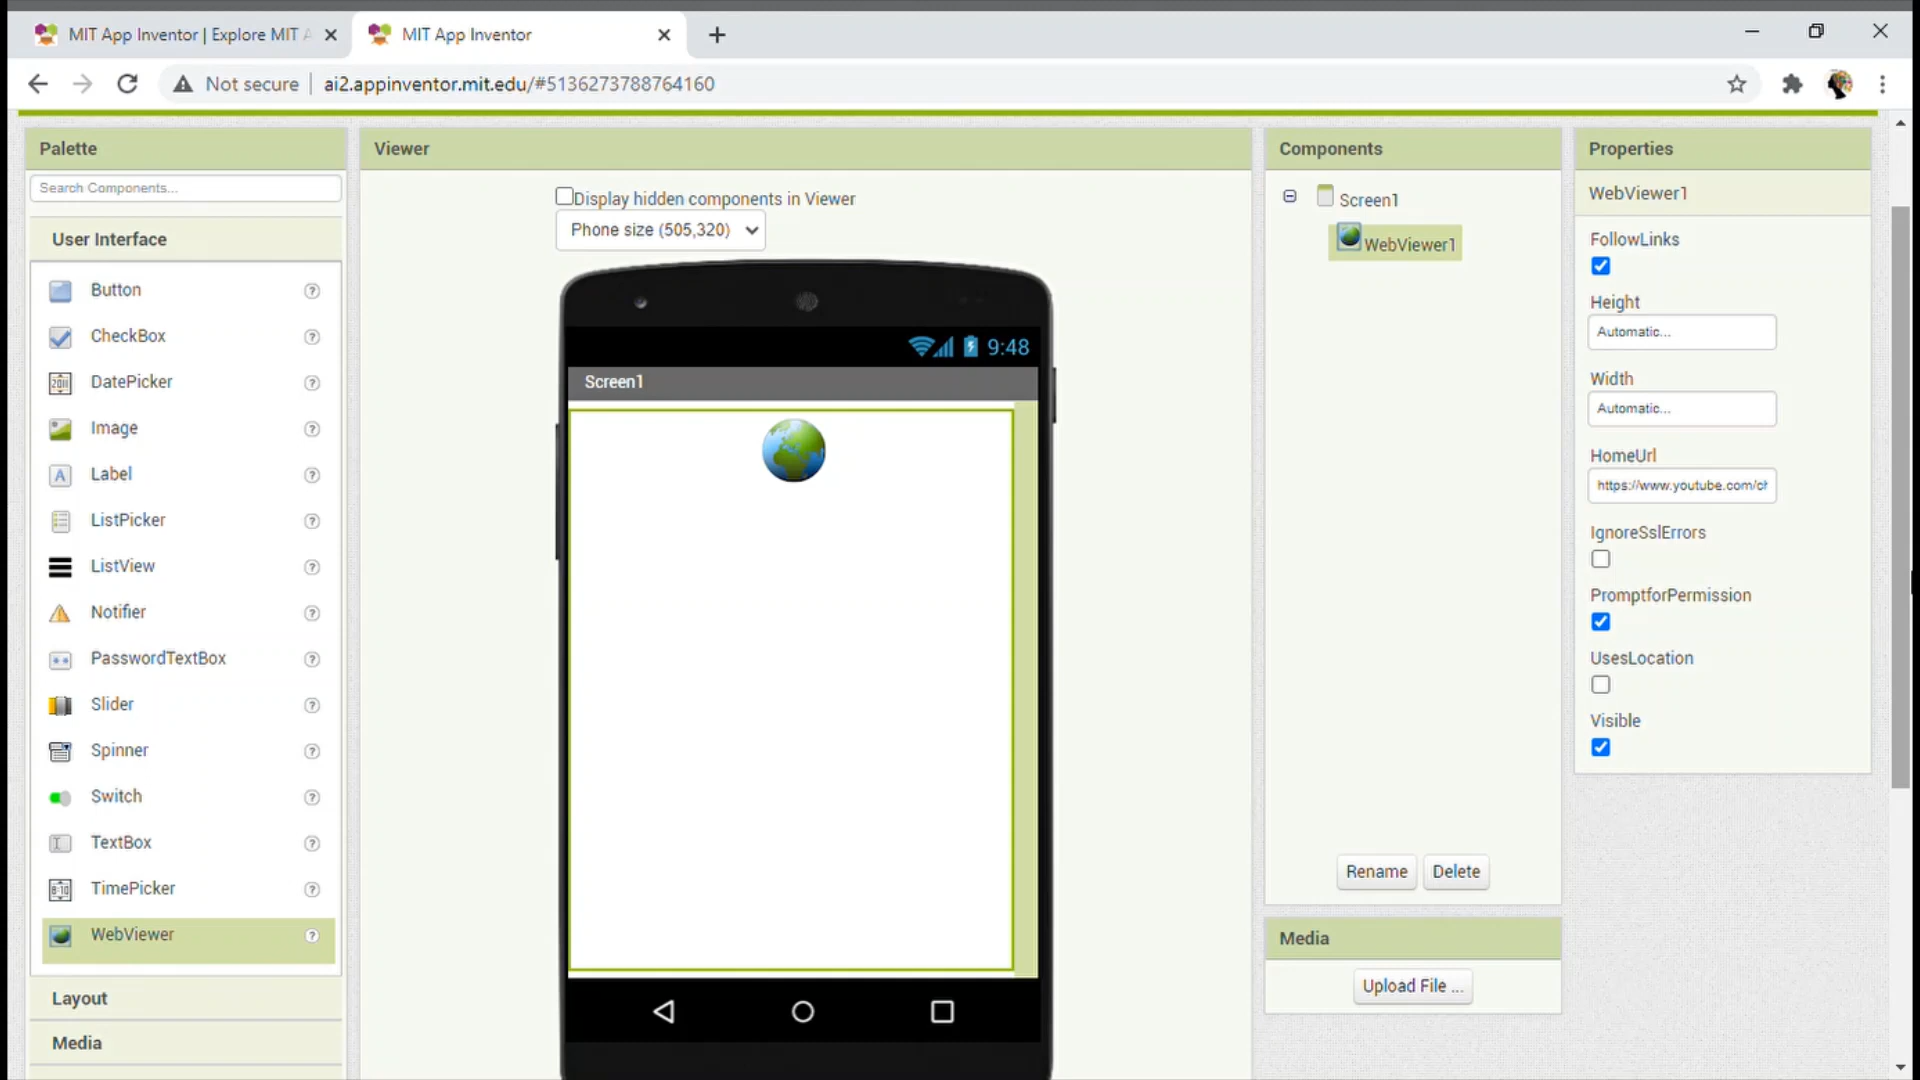 MIT App Inventor | Explore MIT A
MIT App Inventor
Not secure
ai2.appinventor.mit.edu/#5136273788764160
Palette
Search Components...
User Interface
Button
CheckBox
DatePicker
Image
Label
ListPicker
ListView
Notifier
PasswordTextBox
Slider
Spinner
Switch
TextBox
TimePicker
WebViewer
Layout
Media
Viewer
Display hidden components in Viewer
Phone size (505,320)
9:48
Screen1
Components
Screen1
WebViewer1
Rename
Delete
Media
Upload File ...
Properties
WebViewer1
FollowLinks
Height
Automatic...
Width
Automatic...
HomeUrl
https://www.youtube.com/ch
IgnoreSslErrors
PromptforPermission
UsesLocation
Visible